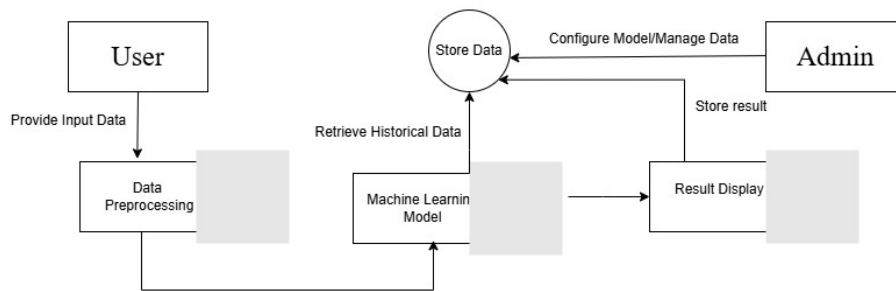 User
Store Data
Configure Model/Manage Data
Admin
Provide Input Data
Retrieve Historical Data
Store result
Data
Preprocessing
Machine Learnin
Model
Result Display